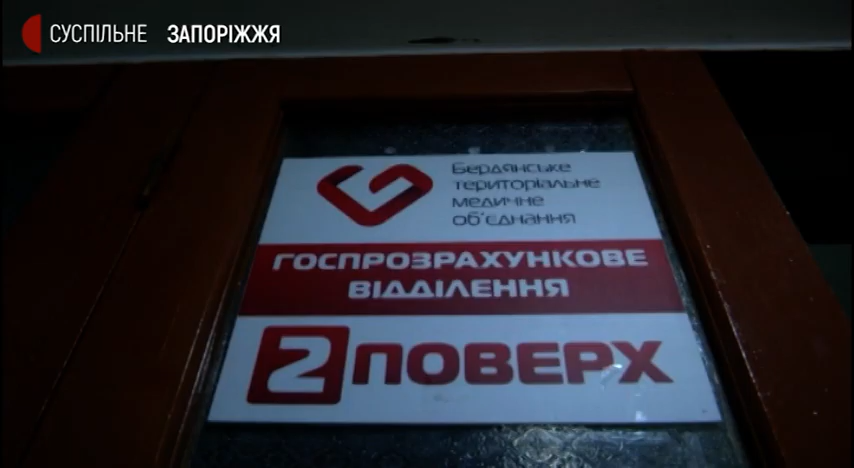 СУСПІЛЬНЕ ЗАПОРІЖЖЯ
Бердянське
територіальне
медичне
об'єднання
ГОСПРОЗРАХУНКОВЕ
ВІДДІЛЕННЯ
2 ПОВЕРХ